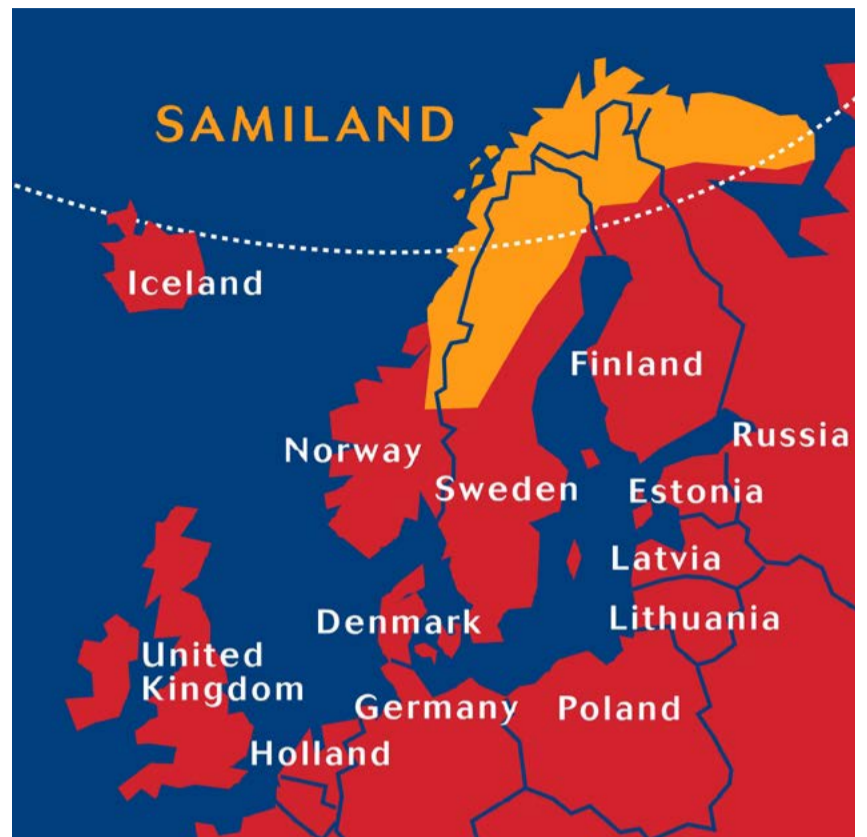 SAMILAND
Iceland
Finland
Norway
Russia
Sweden
Estonia
Latvia
Denmark
Lithuania
United
Kingdom
Germany
Poland
Holland